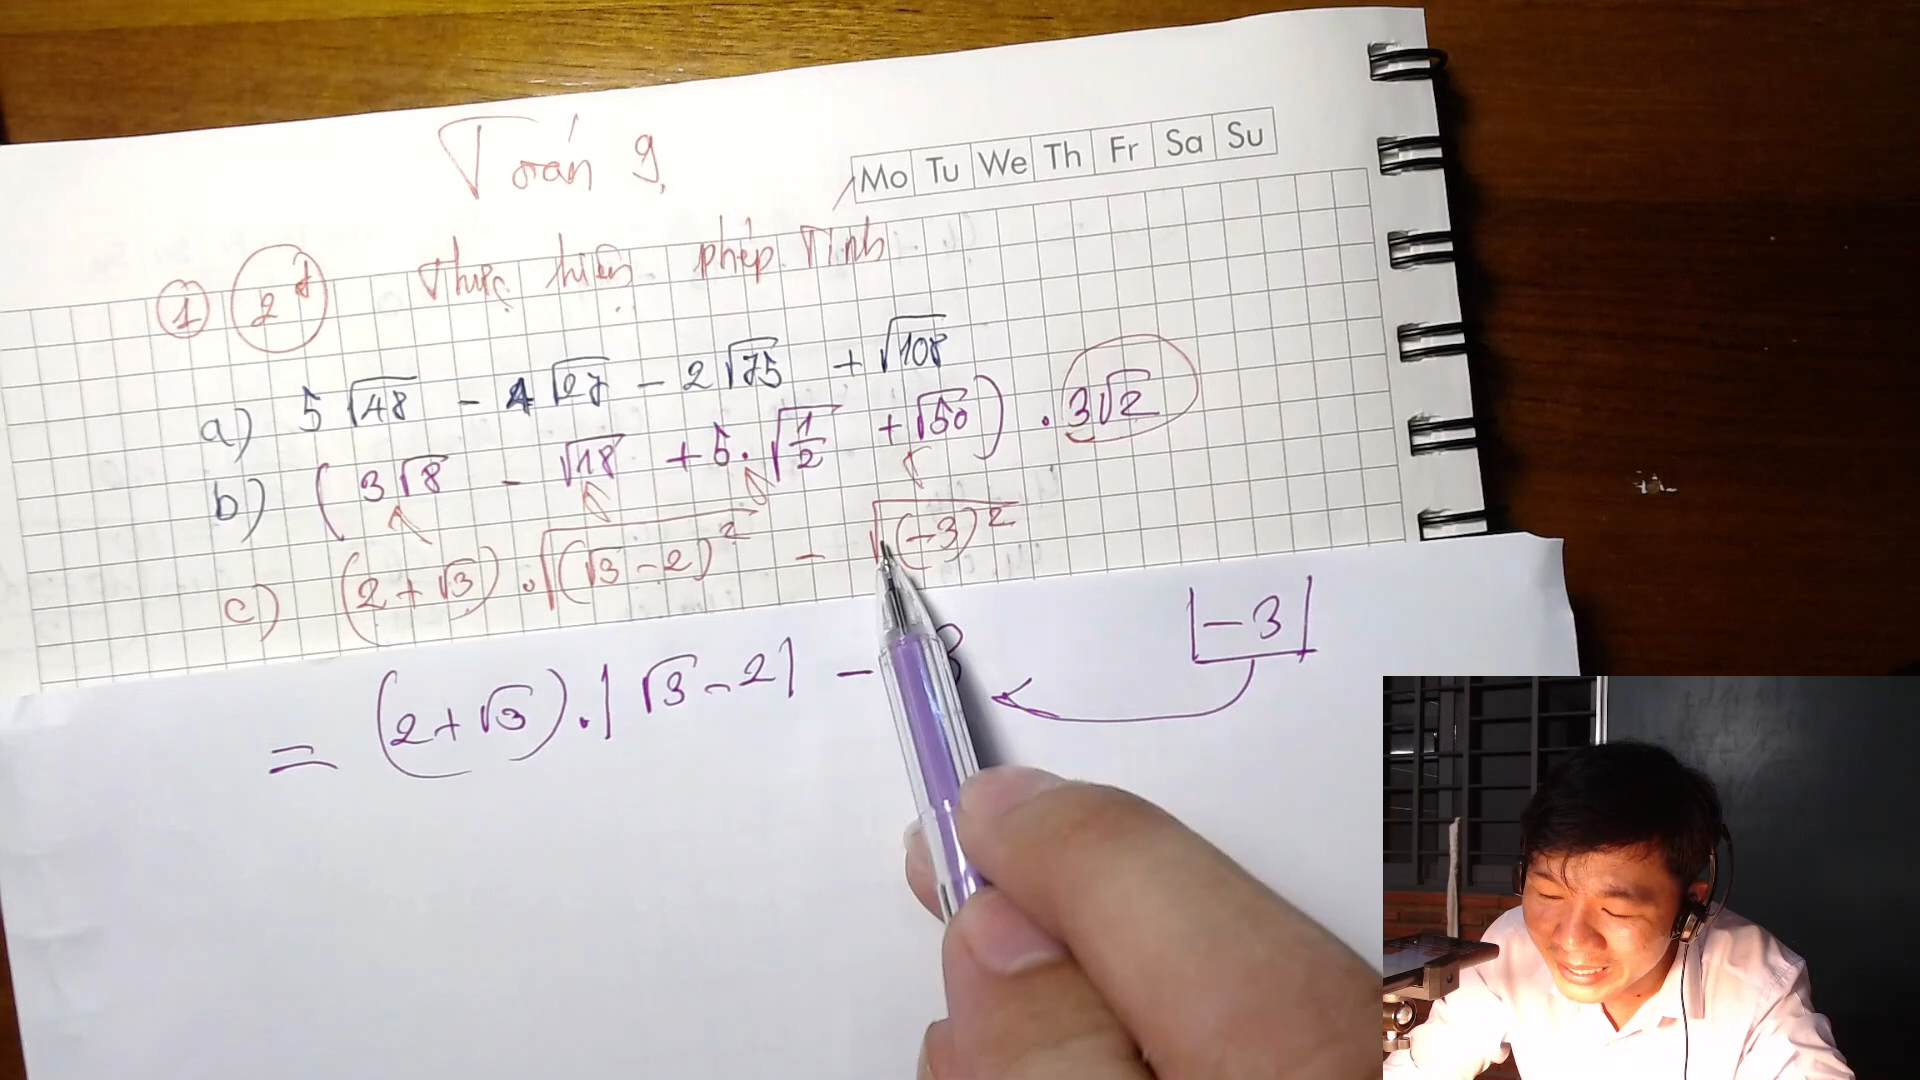 Toán 9
Mo Tu We Th Fr Sa Su
① 2đ Thực hiện phép Tính
a) 5√48 - 4√27 - 2√75 + √108
b) (3√8 - √18 + 5.√(1/2) + √50) . 3√2
c) (2+√3).√(√3-2)² - √(-3)²
|-3|
= (2+√3).|√3-2| - 3